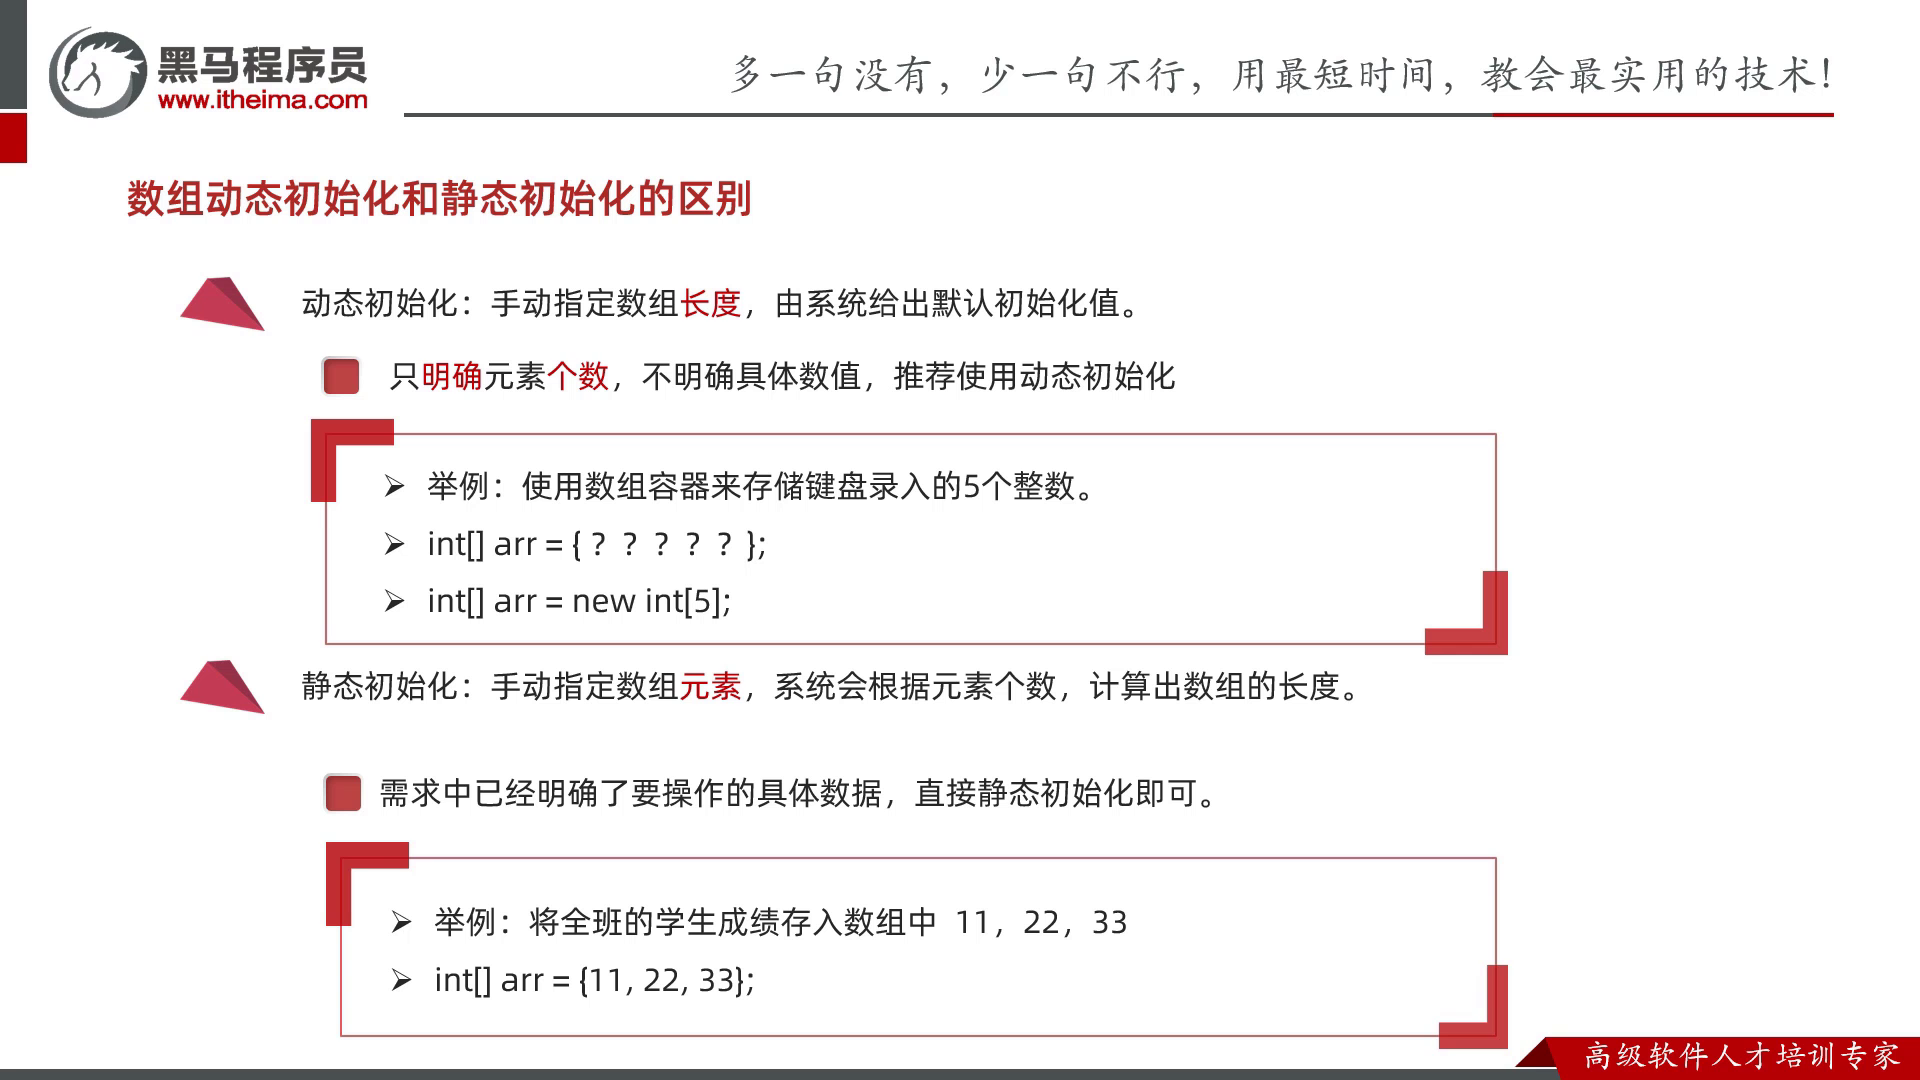 黑马程序员
www.itheima.com
多一句没有，少一句不行，用最短时间，教会最实用的技术！
数组动态初始化和静态初始化的区别
动态初始化：手动指定数组长度，由系统给出默认初始化值。
只明确元素个数，不明确具体数值，推荐使用动态初始化
举例：使用数组容器来存储键盘录入的5个整数。
int[] arr = { ？？？？？};
int[] arr = new int[5];
静态初始化：手动指定数组元素，系统会根据元素个数，计算出数组的长度。
需求中已经明确了要操作的具体数据，直接静态初始化即可。
举例：将全班的学生成绩存入数组中 11，22，33
int[] arr = {11, 22, 33};
高级软件人才培训专家